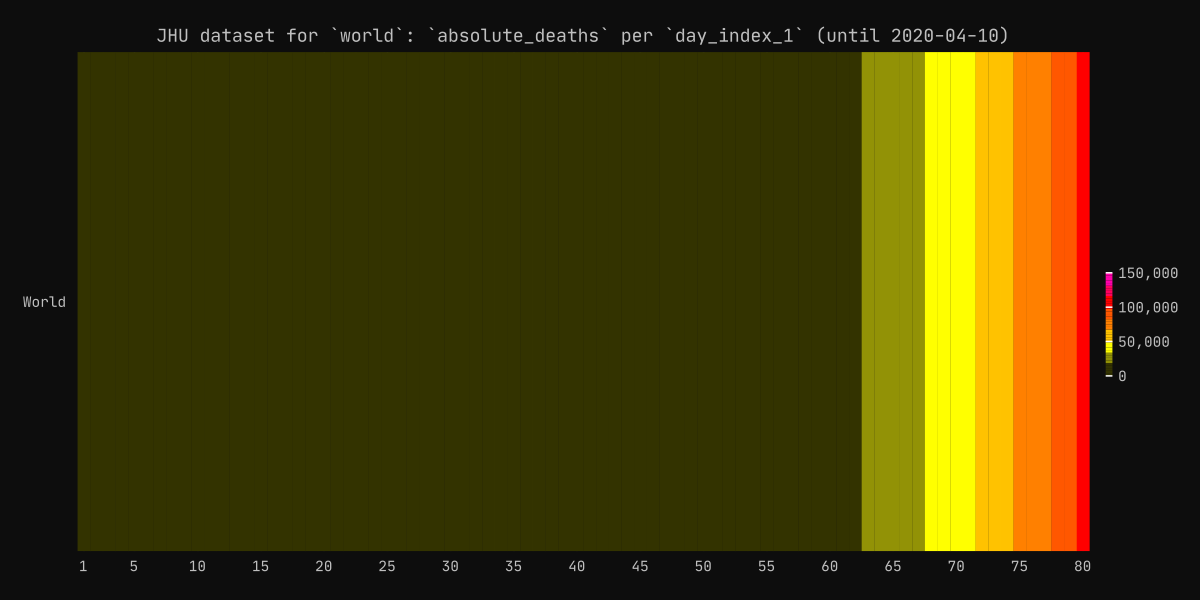 JHU dataset for `world`: `absolute_deaths` per `day_index_1` (until 2020-04-10)
150,000
100,000
World
50,000
0
1 5 10 15 20 25 30 35 40 45 50 55 60 65 70 75 80